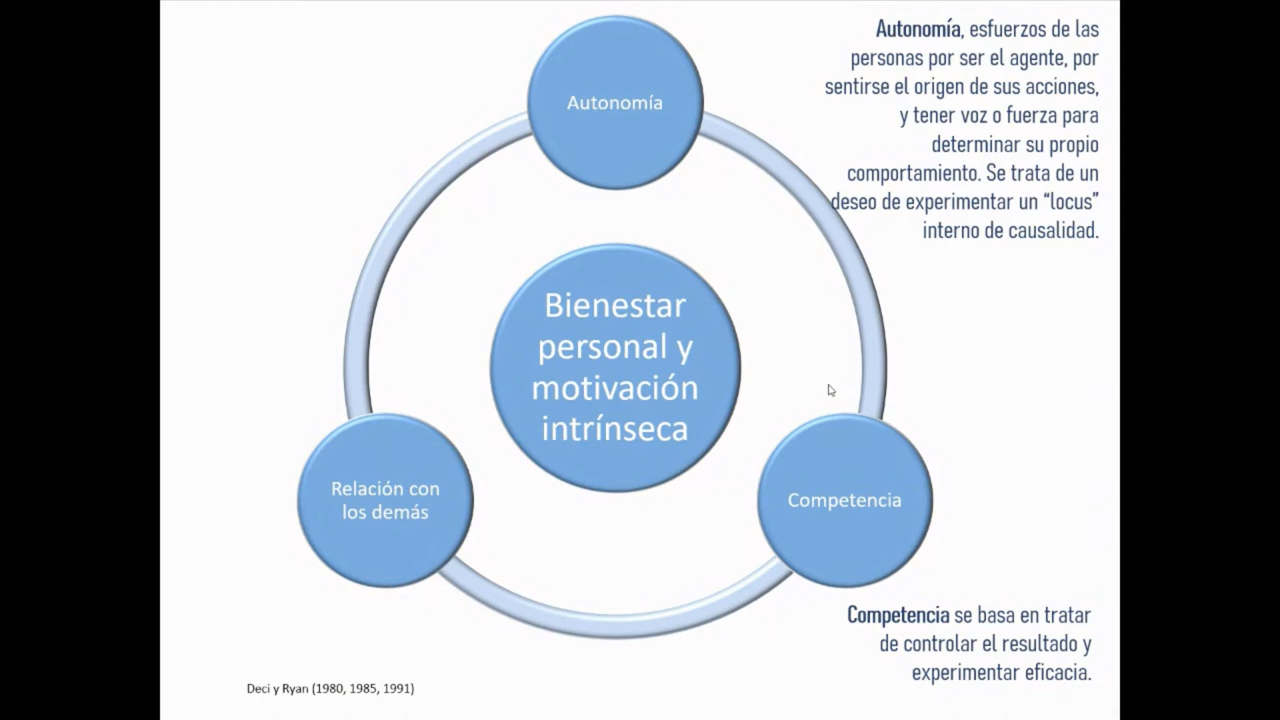 Autonomía, esfuerzos de las
personas por ser el agente, por
sentirse el origen de sus acciones,
y tener voz o fuerza para
determinar su propio
comportamiento. Se trata de un
deseo de experimentar un “locus”
interno de causalidad.
Autonomía
Bienestar
personal y
motivación
intrínseca
Relación con
los demás
Competencia
Competencia se basa en tratar
de controlar el resultado y
experimentar eficacia.
Deci y Ryan (1980, 1985, 1991)